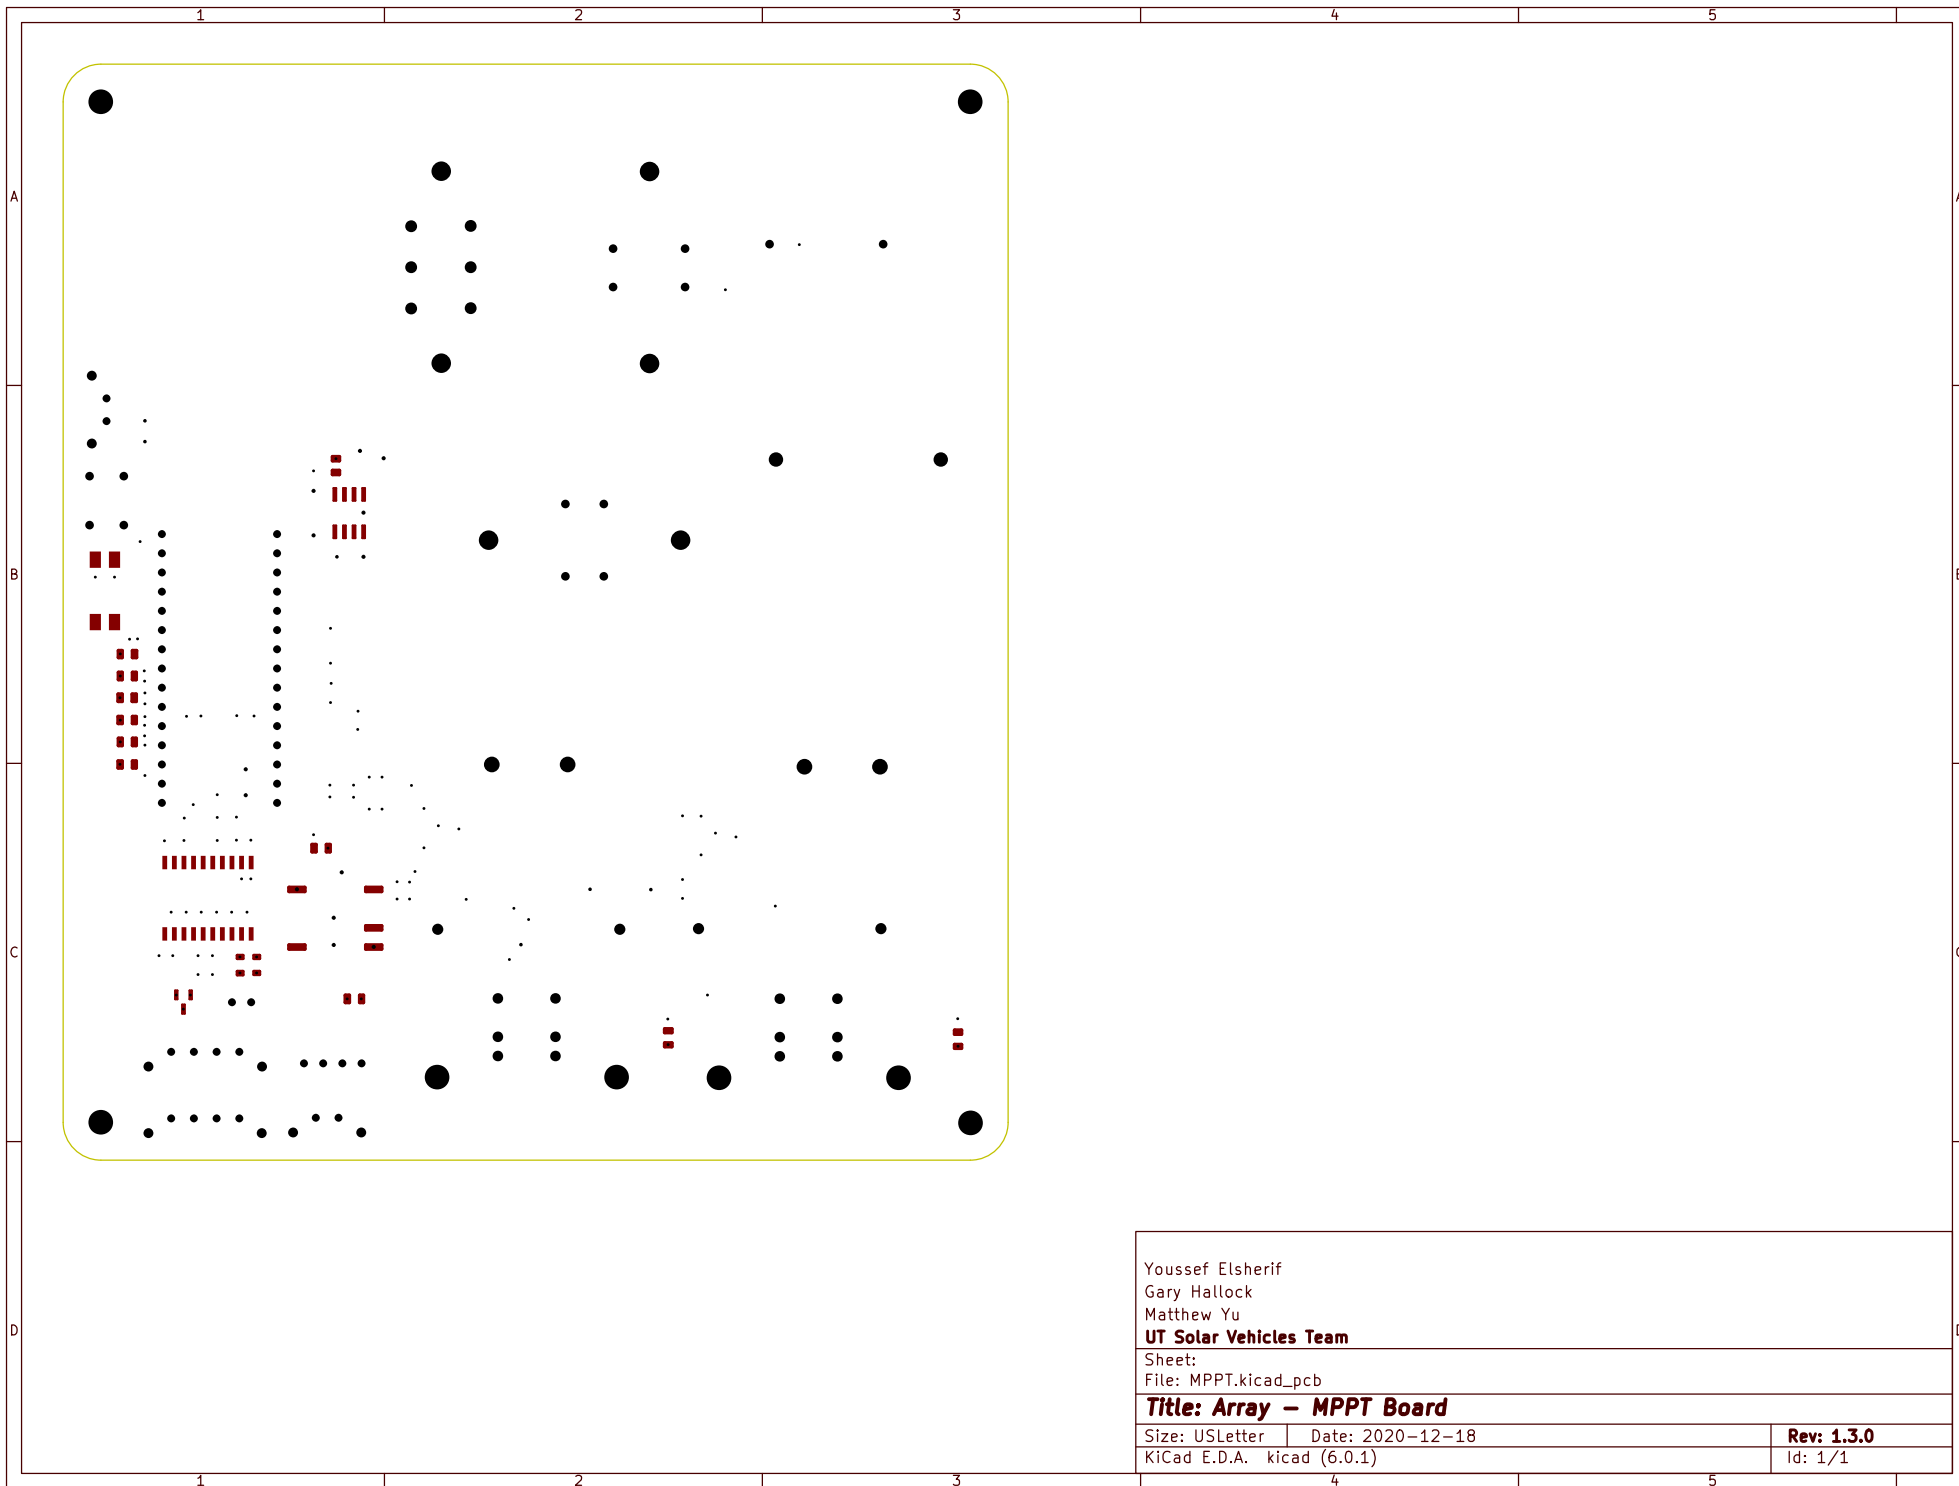 1 2 3 4 5
A
B
C
D
Youssef Elsherif
Gary Hallock
Matthew Yu
UT Solar Vehicles Team
Sheet:
File: MPPT.kicad_pcb
Title: Array – MPPT Board
Size: USLetter Date: 2020-12-18 Rev: 1.3.0
KiCad E.D.A. kicad (6.0.1) Id: 1/1
1 2 3 4 5